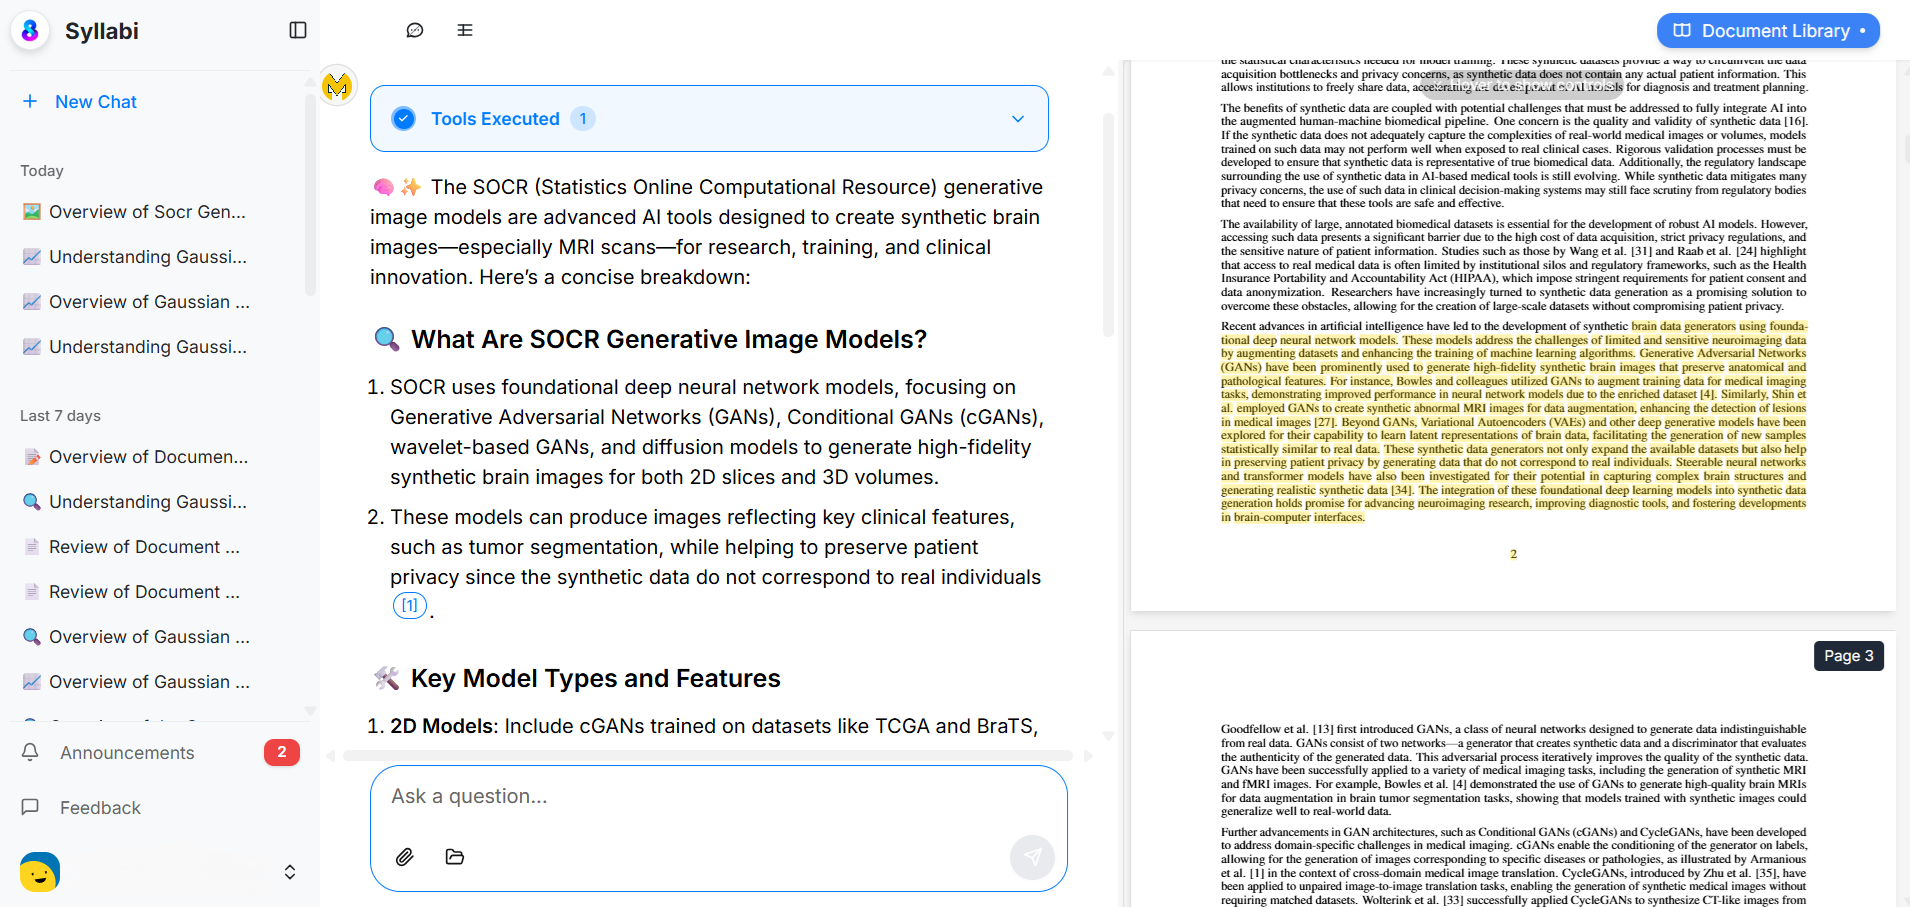 Syllabi
New Chat
Today
Overview of Socr Gen...
Understanding Gaussi...
Overview of Gaussian ...
Understanding Gaussi...
Last 7 days
Overview of Documen...
Understanding Gaussi...
Review of Document ...
Review of Document ...
Overview of Gaussian ...
Overview of Gaussian ...
Announcements
2
Feedback
Tools Executed 1
The SOCR (Statistics Online Computational Resource) generative
image models are advanced AI tools designed to create synthetic brain
images—especially MRI scans—for research, training, and clinical
innovation. Here's a concise breakdown:
What Are SOCR Generative Image Models?
1. SOCR uses foundational deep neural network models, focusing on
Generative Adversarial Networks (GANs), Conditional GANs (cGANs),
wavelet-based GANs, and diffusion models to generate high-fidelity
synthetic brain images for both 2D slices and 3D volumes.
2. These models can produce images reflecting key clinical features,
such as tumor segmentation, while helping to preserve patient
privacy since the synthetic data do not correspond to real individuals
[1] .
Key Model Types and Features
1. 2D Models: Include cGANs trained on datasets like TCGA and BraTS,
Ask a question...
Document Library •
the statistical characteristics needed for model training. These synthetic datasets provide a way to circumvent the data
acquisition bottlenecks and privacy concerns, as synthetic data does not contain any actual patient information. This
allows institutions to freely share data, accelerating the development of AI tools for diagnosis and treatment planning.
Hover to show controls
The benefits of synthetic data are coupled with potential challenges that must be addressed to fully integrate AI into
the augmented human-machine biomedical pipeline. One concern is the quality and validity of synthetic data [16].
If the synthetic data does not adequately capture the complexities of real-world medical images or volumes, models
trained on such data may not perform well when exposed to real clinical cases. Rigorous validation processes must be
developed to ensure that synthetic data is representative of true biomedical data. Additionally, the regulatory landscape
surrounding the use of synthetic data in AI-based medical tools is still evolving. While synthetic data mitigates many
privacy concerns, the use of such data in clinical decision-making systems may still face scrutiny from regulatory bodies
that need to ensure that these tools are safe and effective.
The availability of large, annotated biomedical datasets is essential for the development of robust AI models. However,
accessing such data presents a significant barrier due to the high cost of data acquisition, strict privacy regulations, and
the sensitive nature of patient information. Studies such as those by Wang et al. [31] and Raab et al. [24] highlight
that access to real medical data is often limited by institutional silos and regulatory frameworks, such as the Health
Insurance Portability and Accountability Act (HIPAA), which impose stringent requirements for patient consent and
data anonymization. Researchers have increasingly turned to synthetic data generation as a promising solution to
overcome these obstacles, allowing for the creation of large-scale datasets without compromising patient privacy.
Recent advances in artificial intelligence have led to the development of synthetic brain data generators using founda-
tional deep neural network models. These models address the challenges of limited and sensitive neuroimaging data
by augmenting datasets and enhancing the training of machine learning algorithms. Generative Adversarial Networks
(GANs) have been prominently used to generate high-fidelity synthetic brain images that preserve anatomical and
pathological features. For instance, Bowles and colleagues utilized GANs to augment training data for medical imaging
tasks, demonstrating improved performance in neural network models due to the enriched dataset [4]. Similarly, Shin et
al. employed GANs to create synthetic abnormal MRI images for data augmentation, enhancing the detection of lesions
in medical images [27]. Beyond GANs, Variational Autoencoders (VAEs) and other deep generative models have been
explored for their capability to learn latent representations of brain data, facilitating the generation of new samples
statistically similar to real data. These synthetic data generators not only expand the available datasets but also help
in preserving patient privacy by generating data that do not correspond to real individuals. Steerable neural networks
and transformer models have also been investigated for their potential in capturing complex brain structures and
generating realistic synthetic data [34]. The integration of these foundational deep learning models into synthetic data
generation holds promise for advancing neuroimaging research, improving diagnostic tools, and fostering developments
in brain-computer interfaces.
2
Page 3
Goodfellow et al. [13] first introduced GANs, a class of neural networks designed to generate data indistinguishable
from real data. GANs consist of two networks—a generator that creates synthetic data and a discriminator that evaluates
the authenticity of the generated data. This adversarial process iteratively improves the quality of the synthetic data.
GANs have been successfully applied to a variety of medical imaging tasks, including the generation of synthetic MRI
and fMRI images. For example, Bowles et al. [4] demonstrated the use of GANs to generate high-quality brain MRIs
for data augmentation in brain tumor segmentation tasks, showing that models trained with synthetic images could
generalize well to real-world data.
Further advancements in GAN architectures, such as Conditional GANs (cGANs) and CycleGANs, have been developed
to address domain-specific challenges in medical imaging. cGANs enable the conditioning of the generator on labels,
allowing for the generation of images corresponding to specific diseases or pathologies, as illustrated by Armanious
et al. [1] in the context of cross-domain medical image translation. CycleGANs, introduced by Zhu et al. [35], have
been applied to unpaired image-to-image translation tasks, enabling the generation of synthetic medical images without
requiring matched datasets. Wolterink et al. [33] successfully applied CycleGANs to synthesize CT-like images from